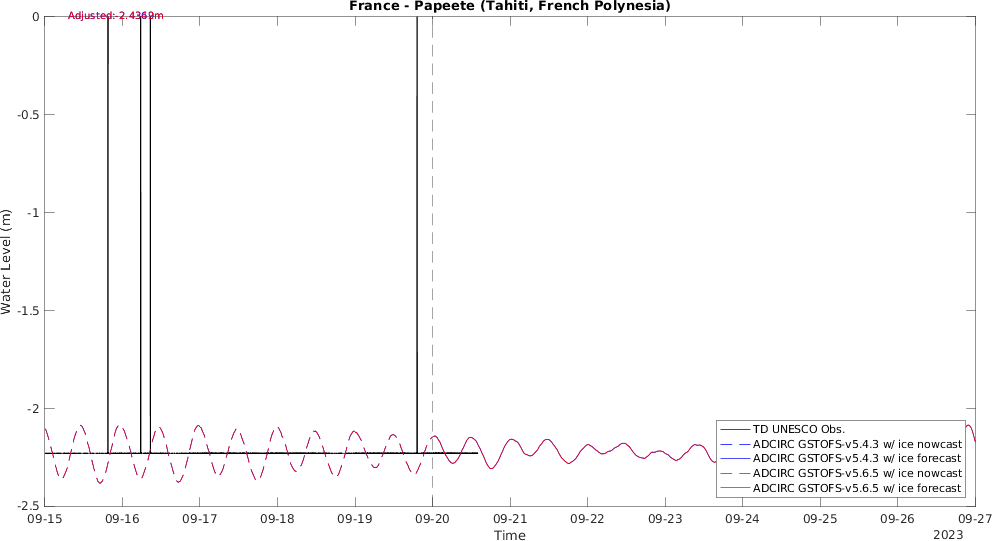 France - Papeete (Tahiti, French Polynesia)
0
-0.5
-1
-1.5
-2
-2.5
Water Level (m)
TD UNESCO Obs.
ADCIRC GSTOFS-v5.4.3 w/ ice nowcast
ADCIRC GSTOFS-v5.4.3 w/ ice forecast
ADCIRC GSTOFS-v5.6.5 w/ ice nowcast
ADCIRC GSTOFS-v5.6.5 w/ ice forecast
09-15 09-16 09-17 09-18 09-19 09-20 09-21 09-22 09-23 09-24 09-25 09-26 09-27
Time
2023